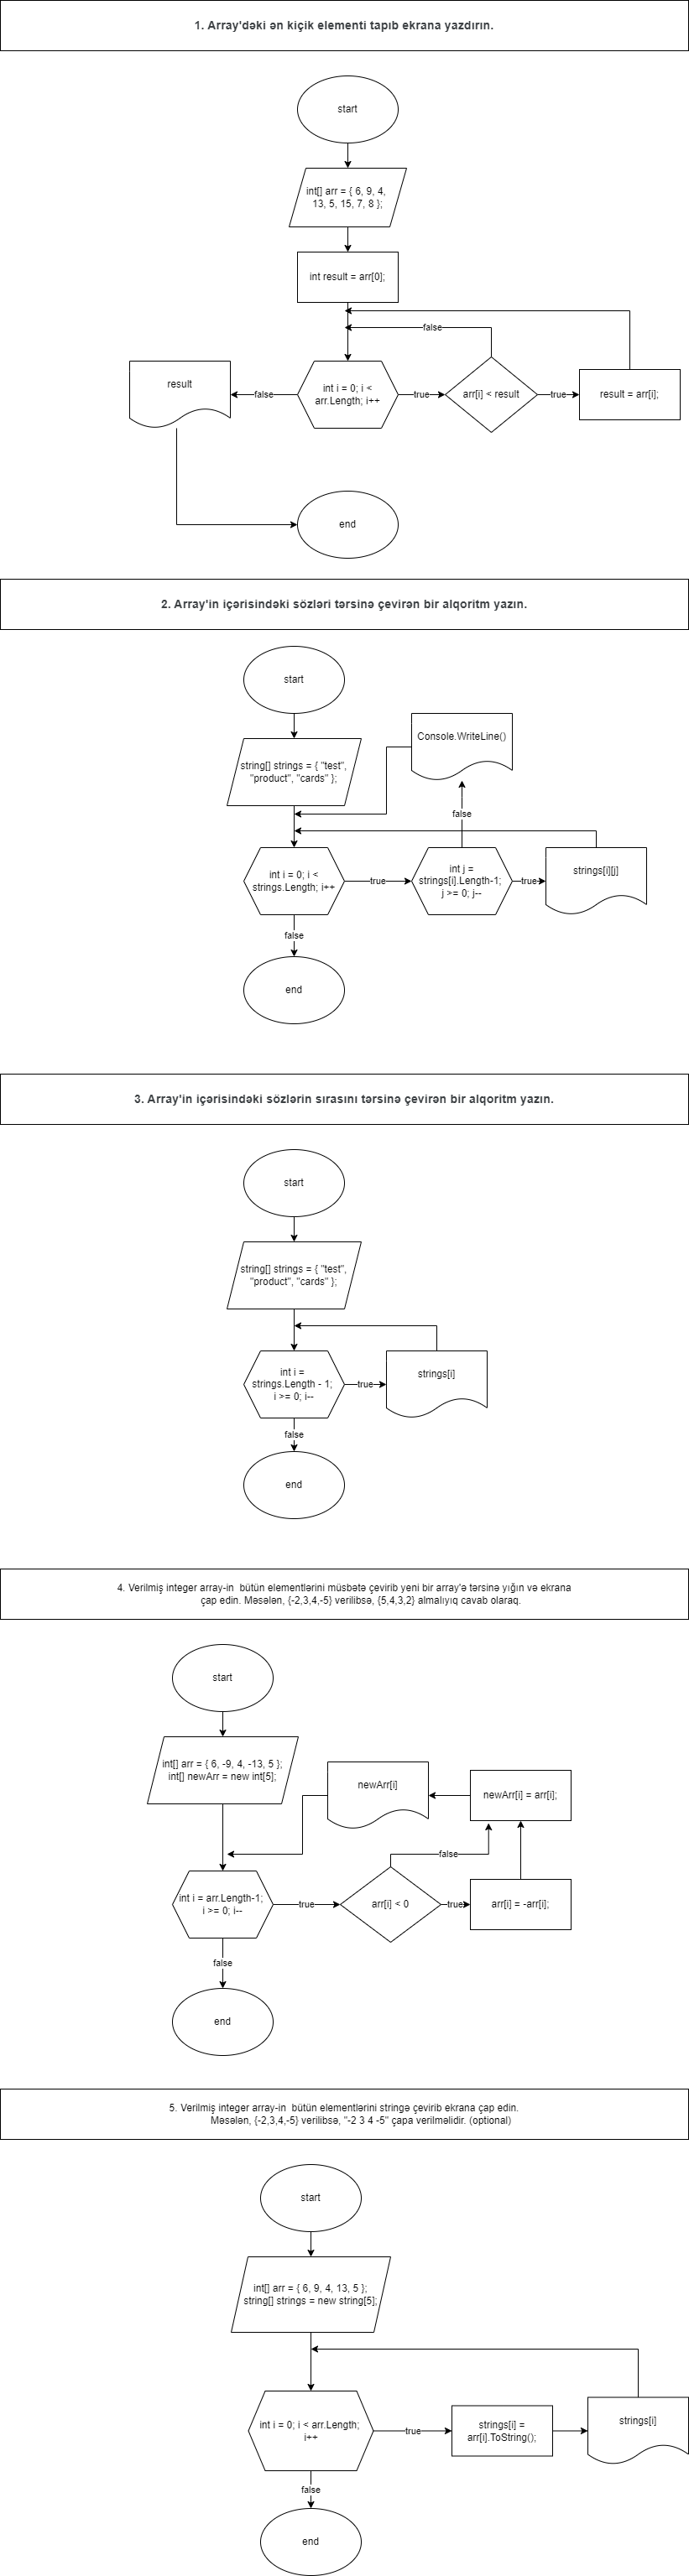 1. Array'dəki ən kiçik elementi tapıb ekrana yazdırın.
start
int[] arr = { 6, 9, 4,
13, 5, 15, 7, 8 };
int result = arr[0];
false
result
false
int i = 0; i <
arr.Length; i++
true
arr[i] < result
true
result = arr[i];
end
2. Array'in içərisindəki sözləri tərsinə çevirən bir alqoritm yazın.
start
string[] strings = { "test",
"product", "cards" };
Console.WriteLine()
false
int i = 0; i <
strings.Length; i++
true
int j =
strings[i].Length-1;
j >= 0; j--
true
strings[i][j]
false
end
3. Array'in içərisindəki sözlərin sırasını tərsinə çevirən bir alqoritm yazın.
start
string[] strings = { "test",
"product", "cards" };
int i =
strings.Length - 1;
i >= 0; i--
true
strings[i]
false
end
4. Verilmiş integer array-in  bütün elementlərini müsbətə çevirib yeni bir array'ə tərsinə yığın və ekrana
çap edin. Məsələn, {-2,3,4,-5} verilibsə, {5,4,3,2} almalıyıq cavab olaraq.
start
int[] arr = { 6, -9, 4, -13, 5 };
int[] newArr = new int[5];
newArr[i]
newArr[i] = arr[i];
false
int i = arr.Length-1;
i >= 0; i--
true
arr[i] < 0
true
arr[i] = -arr[i];
false
end
5. Verilmiş integer array-in  bütün elementlərini stringə çevirib ekrana çap edin.
Məsələn, {-2,3,4,-5} verilibsə, "-2 3 4 -5" çapa verilməlidir. (optional)
start
int[] arr = { 6, 9, 4, 13, 5 };
string[] strings = new string[5];
int i = 0; i < arr.Length;
i++
true
strings[i] =
arr[i].ToString();
strings[i]
false
end